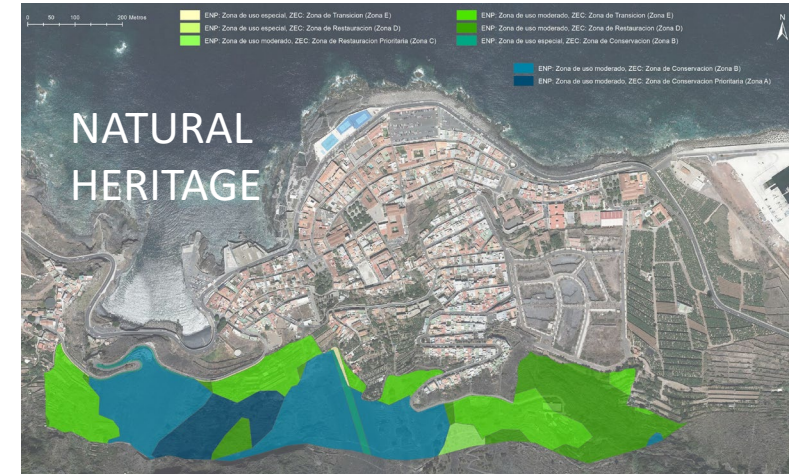 0 50 100 200 Metros
ENP: Zona de uso especial, ZEC: Zona de Transicion (Zona E)
ENP: Zona de uso especial, ZEC: Zona de Restauracion (Zona D)
ENP: Zona de uso moderado, ZEC: Zona de Restauracion Prioritaria (Zona C)
ENP: Zona de uso moderado, ZEC: Zona de Transicion (Zona E)
ENP: Zona de uso moderado, ZEC: Zona de Restauracion (Zona D)
ENP: Zona de uso especial, ZEC: Zona de Conservacion (Zona B)
ENP: Zona de uso moderado, ZEC: Zona de Conservacion (Zona B)
ENP: Zona de uso moderado, ZEC: Zona de Conservacion Prioritaria (Zona A)
N
NATURAL
HERITAGE